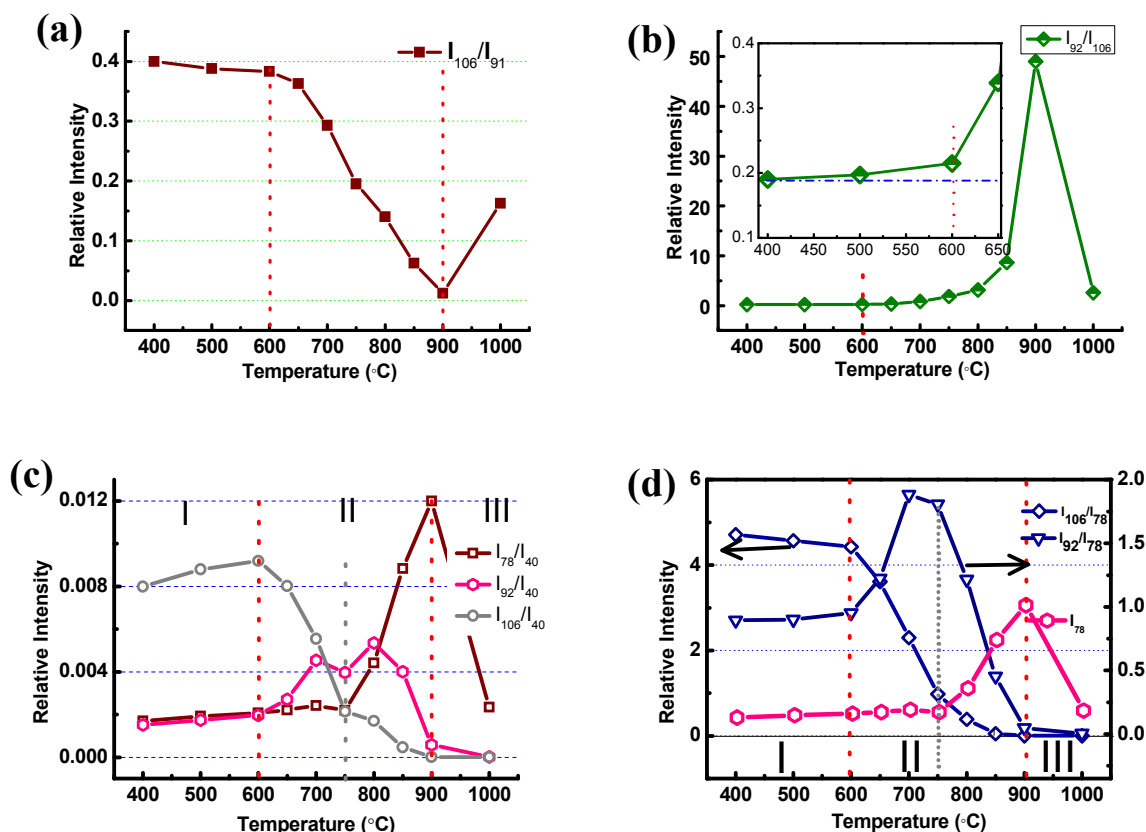 (a)
I106/I91
Relative Intensity
0.4
0.3
0.2
0.1
0.0
400 500 600 700 800 900 1000
Temperature (°C)
(b)
I92/I106
Relative Intensity
50
45
40
35
30
25
20
15
10
5
0
0.4
0.3
0.2
0.1
400 450 500 550 600 650
400 500 600 700 800 900 1000
Temperature (°C)
(c)
I II III
I78/I40
I92/I40
I106/I40
Relative Intensity
0.012
0.008
0.004
0.000
400 500 600 700 800 900 1000
Temperature (°C)
(d)
I106/I78
I92/I78
I78
Relative Intensity
6
4
2
0
2.0
1.5
1.0
0.5
0.0
I II III
400 500 600 700 800 900 1000
Temperature (°C)